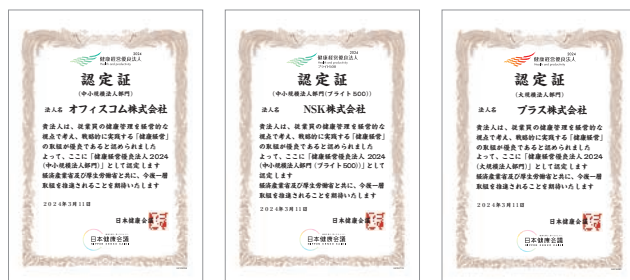 2024
健康経営優良法人
Health and productivity
認定証
(中小規模法人部門)
法人名 オフィスコム株式会社
貴法人は、従業員の健康管理を経営的な
視点で考え、戦略的に実践する「健康経営」
の取組が優良であると認められました
よって、ここに「健康経営優良法人2024
(中小規模法人部門)」として認定します
経済産業省及び厚生労働省と共に、今後一層
取組を推進されることを期待いたします
2024年3月11日
日本健康会議
日本健康会議
2024
健康経営優良法人
Health and productivity
ブライト500
認定証
(中小規模法人部門(ブライト500))
法人名 NSK株式会社
貴法人は、従業員の健康管理を経営的な
視点で考え、戦略的に実践する「健康経営」
の取組が優良であると認められました
よって、ここに「健康経営優良法人 2024
(中小規模法人部門(ブライト500))」として
認定します
経済産業省及び厚生労働省と共に、今後一層
取組を推進されることを期待いたします
2024年3月11日
日本健康会議
日本健康会議
2024
健康経営優良法人
Health and productivity
認定証
(大規模法人部門)
法人名 プラス株式会社
貴法人は、従業員の健康管理を経営的な
視点で考え、戦略的に実践する「健康経営」
の取組が優良であると認められました
よって、ここに「健康経営優良法人2024
(大規模法人部門)」として認定します
経済産業省及び厚生労働省と共に、今後一層
取組を推進されることを期待いたします
2024年3月11日
日本健康会議
日本健康会議